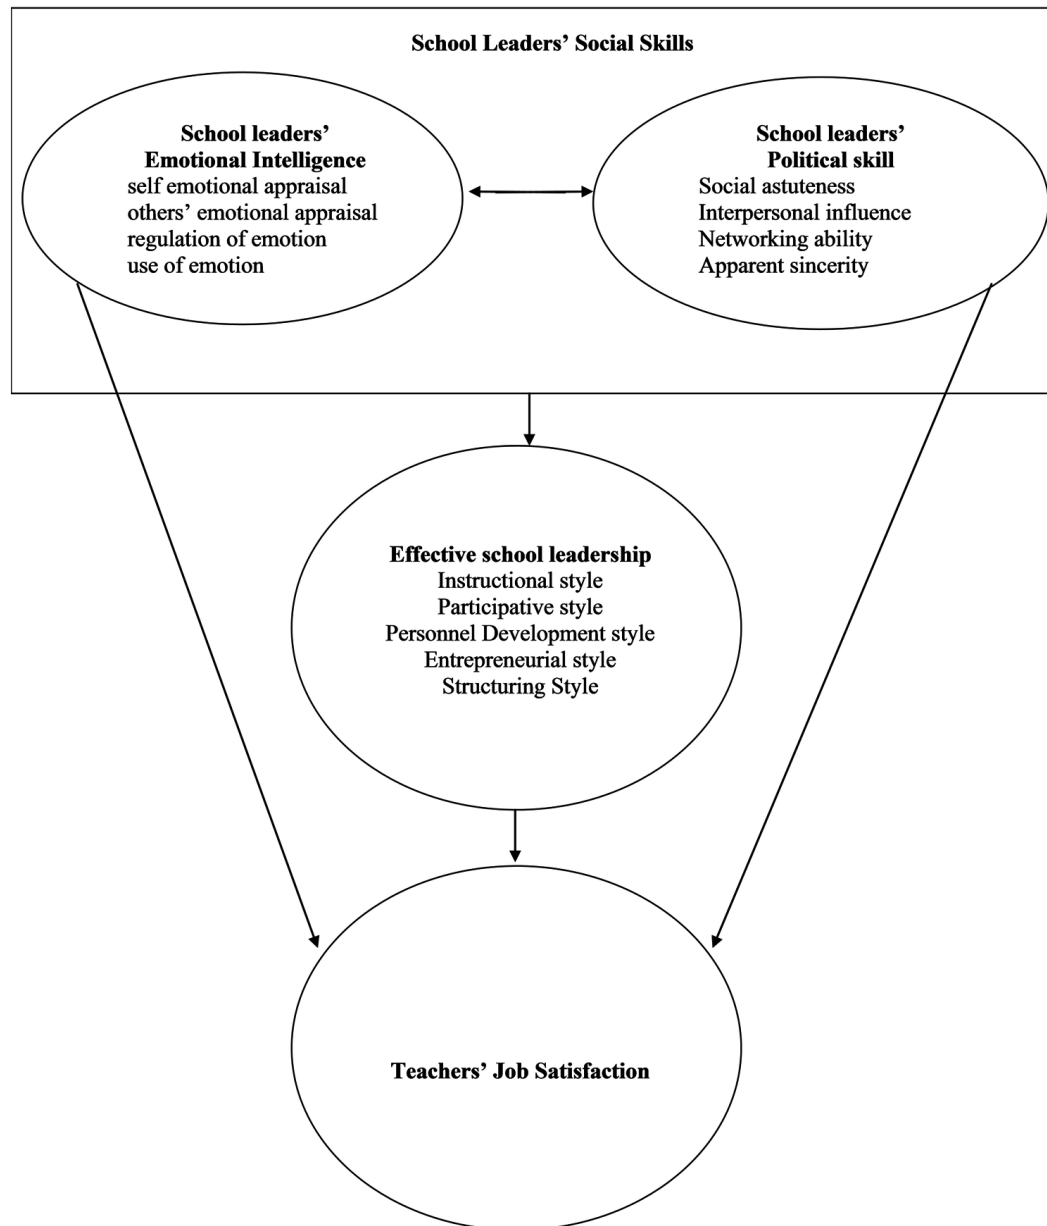 School Leaders’ Social Skills
School leaders’
Emotional Intelligence
self emotional appraisal
others’ emotional appraisal
regulation of emotion
use of emotion
School leaders’
Political skill
Social astuteness
Interpersonal influence
Networking ability
Apparent sincerity
Effective school leadership
Instructional style
Participative style
Personnel Development style
Entrepreneurial style
Structuring Style
Teachers’ Job Satisfaction